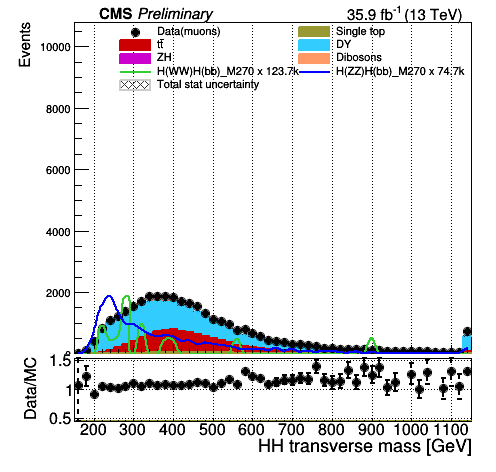 CMS Preliminary 35.9 fb⁻¹ (13 TeV)
Data(muons) Single top
tt̄ DY
ZH Dibosons
H(WW)H(bb)_M270 x 123.7k H(ZZ)H(bb)_M270 x 74.7k
Total stat uncertainty
Events
10000
8000
6000
4000
2000
Data/MC
1.5
1
0.5
200 300 400 500 600 700 800 900 1000 1100
HH transverse mass [GeV]